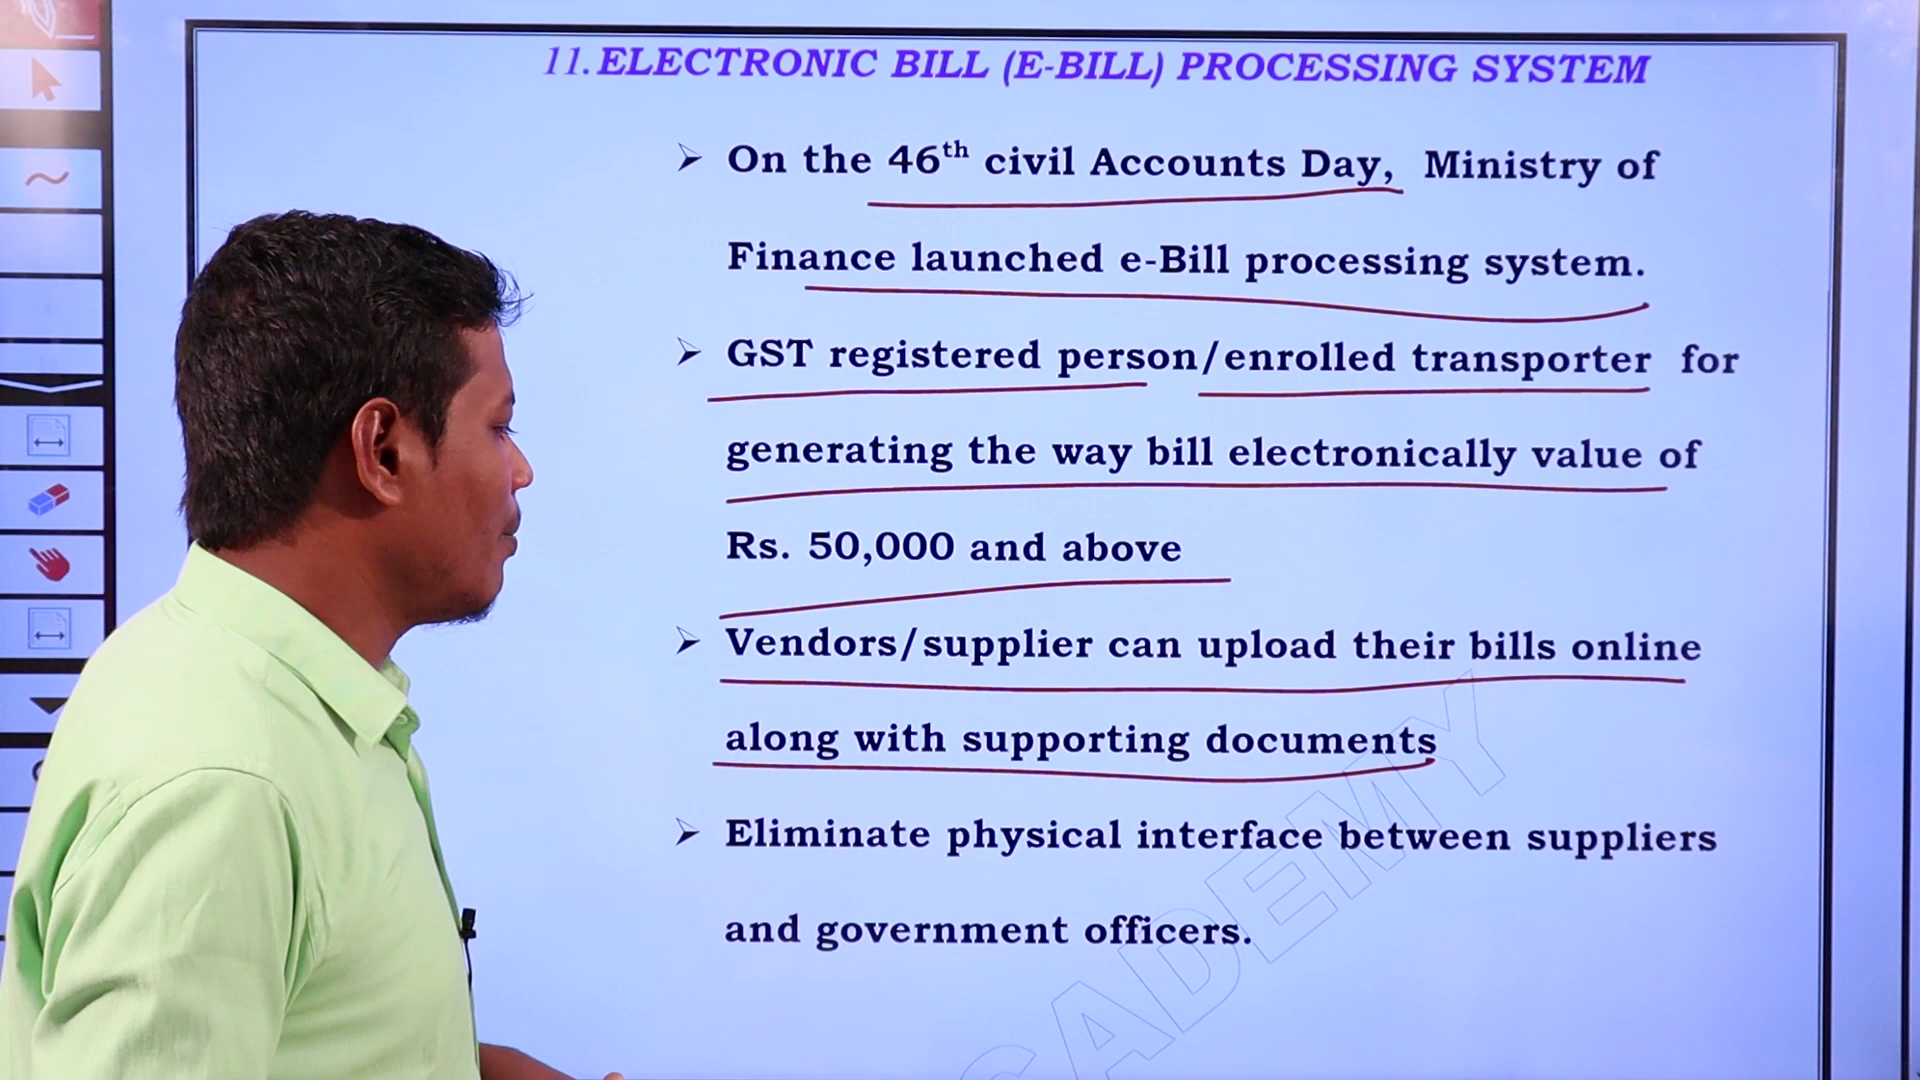 11. ELECTRONIC BILL (E-BILL) PROCESSING SYSTEM
➢ On the 46th civil Accounts Day, Ministry of
Finance launched e-Bill processing system.
➢ GST registered person/enrolled transporter for
generating the way bill electronically value of
Rs. 50,000 and above
➢ Vendors/supplier can upload their bills online
along with supporting documents
➢ Eliminate physical interface between suppliers
and government officers.
CADEMY